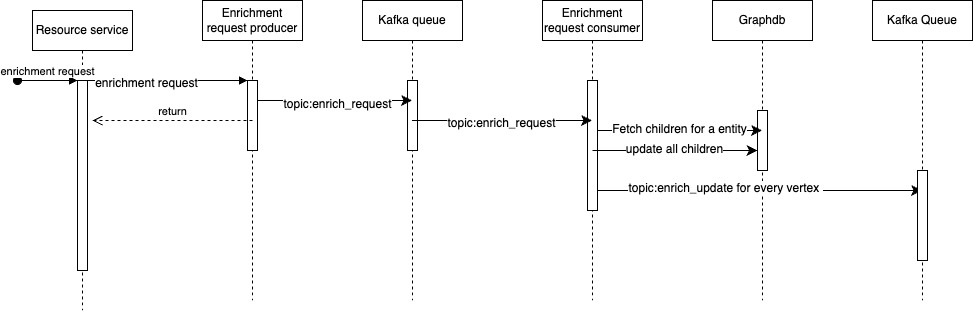 Resource service
Enrichment
request producer
Kafka queue
Enrichment
request consumer
Graphdb
Kafka Queue
enrichment request
enrichment request
topic:enrich_request
return
topic:enrich_request
Fetch children for a entity
update all children
topic:enrich_update for every vertex